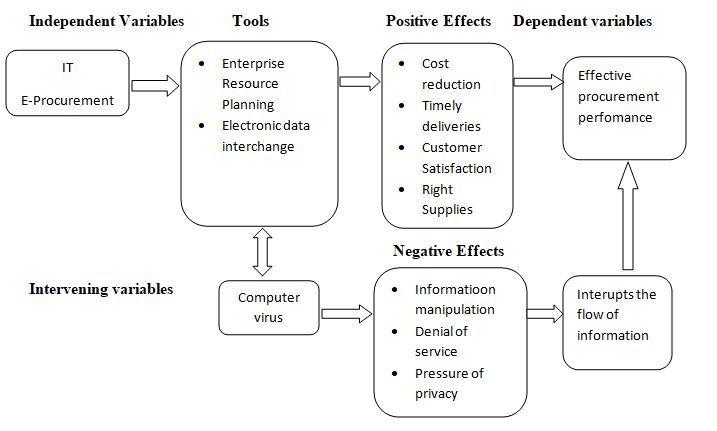 Independent Variables
Tools
Positive Effects
Dependent variables
IT
E-Procurement
• Enterprise
Resource
Planning
• Electronic data
interchange
• Cost
reduction
• Timely
deliveries
• Customer
Satisfaction
• Right
Supplies
Effective
procurement
perfomance
Negative Effects
Intervening variables
Computer
virus
• Informatioon
manipulation
• Denial of
service
• Pressure of
privacy
Interupts the
flow of
information